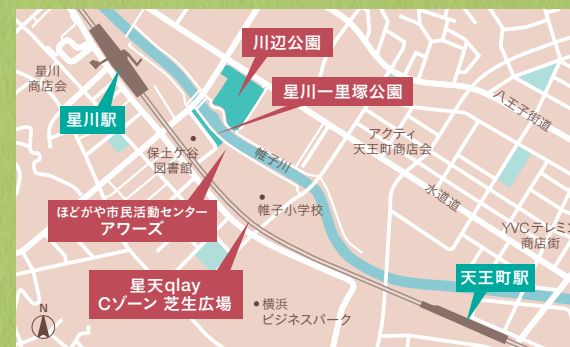 川辺公園
星川一里塚公園
星川
商店会
星川駅
八王子街道
アクティ
天王町商店会
保土ケ谷
図書館
帷子川
水道道
ほどがや市民活動センター
アワーズ
帷子小学校
YVCテレミン
商店街
星天qlay
Cゾーン 芝生広場
天王町駅
横浜
ビジネスパーク
N